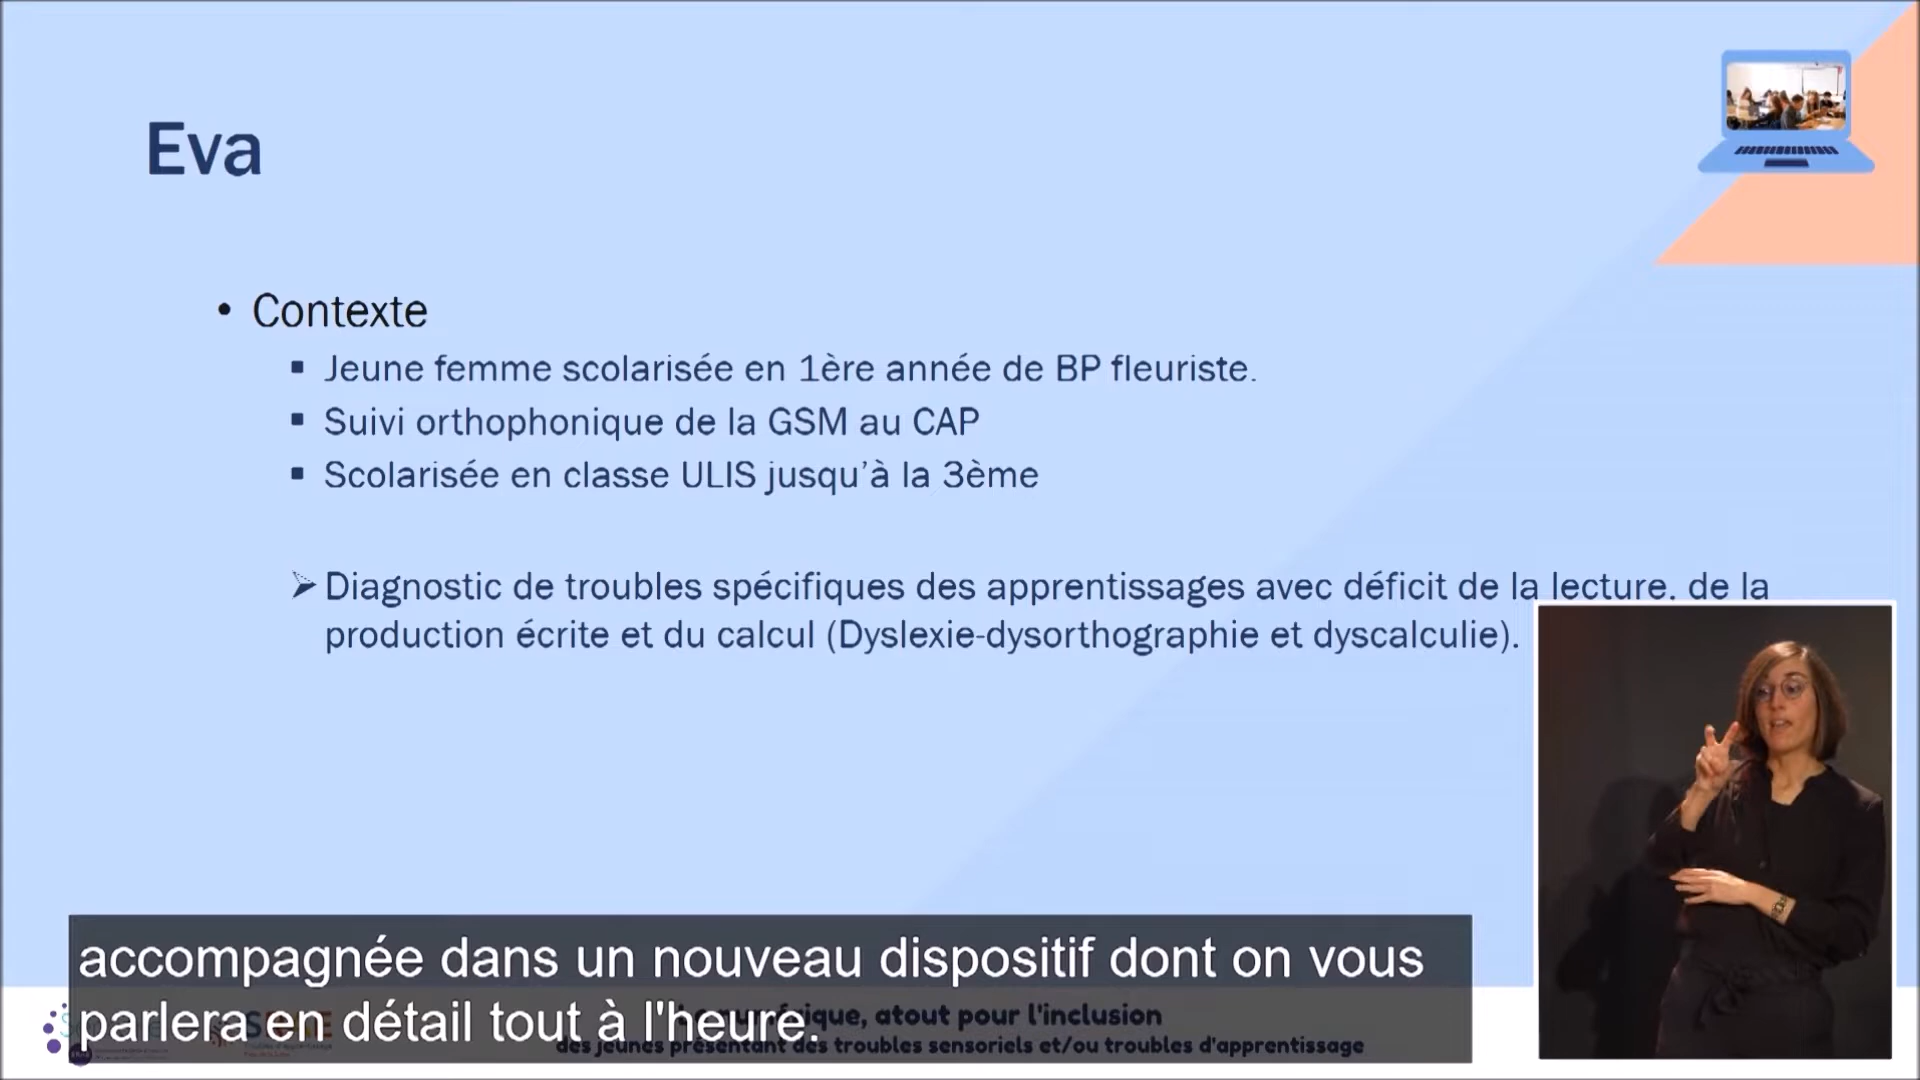 Eva
• Contexte
▪ Jeune femme scolarisée en 1ère année de BP fleuriste.
▪ Suivi orthophonique de la GSM au CAP
▪ Scolarisée en classe ULIS jusqu'à la 3ème
➢ Diagnostic de troubles spécifiques des apprentissages avec déficit de la lecture. de la
production écrite et du calcul (Dyslexie-dysorthographie et dyscalculie).
accompagnée dans un nouveau dispositif dont on vous
parlera en détail tout à l'heure.
atout pour l'inclusion
des jeunes présentant des troubles sensoriels et/ou troubles d'apprentissage